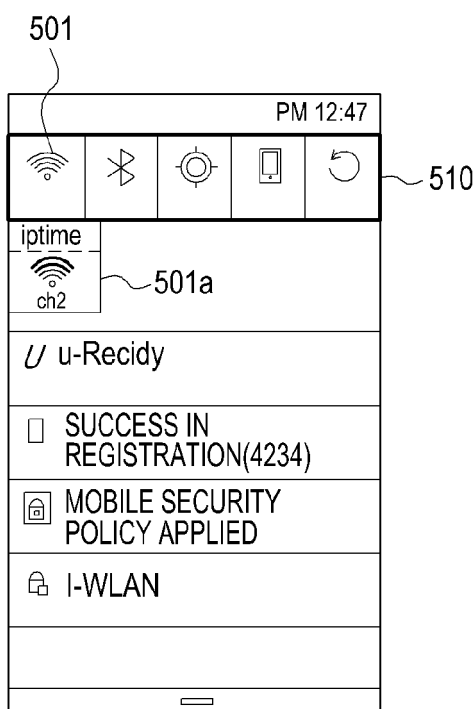 501
PM 12:47
510
iptime
ch2
501a
U u-Recidy
SUCCESS IN
REGISTRATION(4234)
MOBILE SECURITY
POLICY APPLIED
I-WLAN